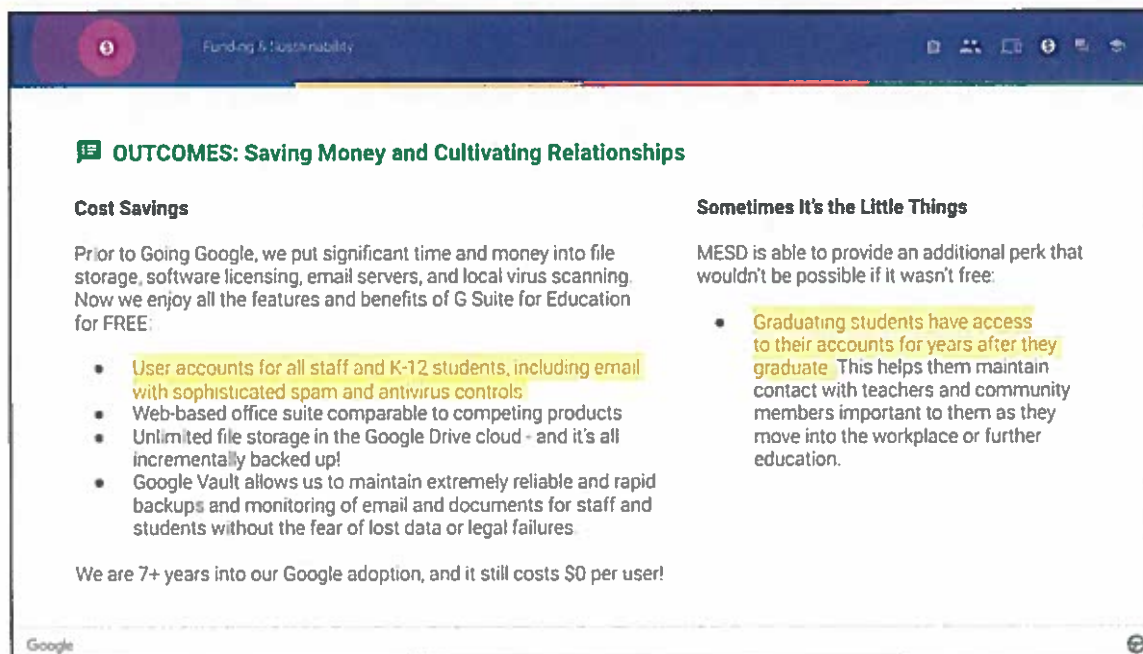 Funding & Sustainability
OUTCOMES: Saving Money and Cultivating Relationships
Cost Savings
Prior to Going Google, we put significant time and money into file
storage, software licensing, email servers, and local virus scanning.
Now we enjoy all the features and benefits of G Suite for Education
for FREE:
• User accounts for all staff and K-12 students, including email
with sophisticated spam and antivirus controls
• Web-based office suite comparable to competing products
• Unlimited file storage in the Google Drive cloud - and it's all
incrementally backed up!
• Google Vault allows us to maintain extremely reliable and rapid
backups and monitoring of email and documents for staff and
students without the fear of lost data or legal failures
We are 7+ years into our Google adoption, and it still costs $0 per user!
Sometimes It's the Little Things
MESD is able to provide an additional perk that
wouldn't be possible if it wasn't free:
• Graduating students have access
to their accounts for years after they
graduate This helps them maintain
contact with teachers and community
members important to them as they
move into the workplace or further
education.
Google